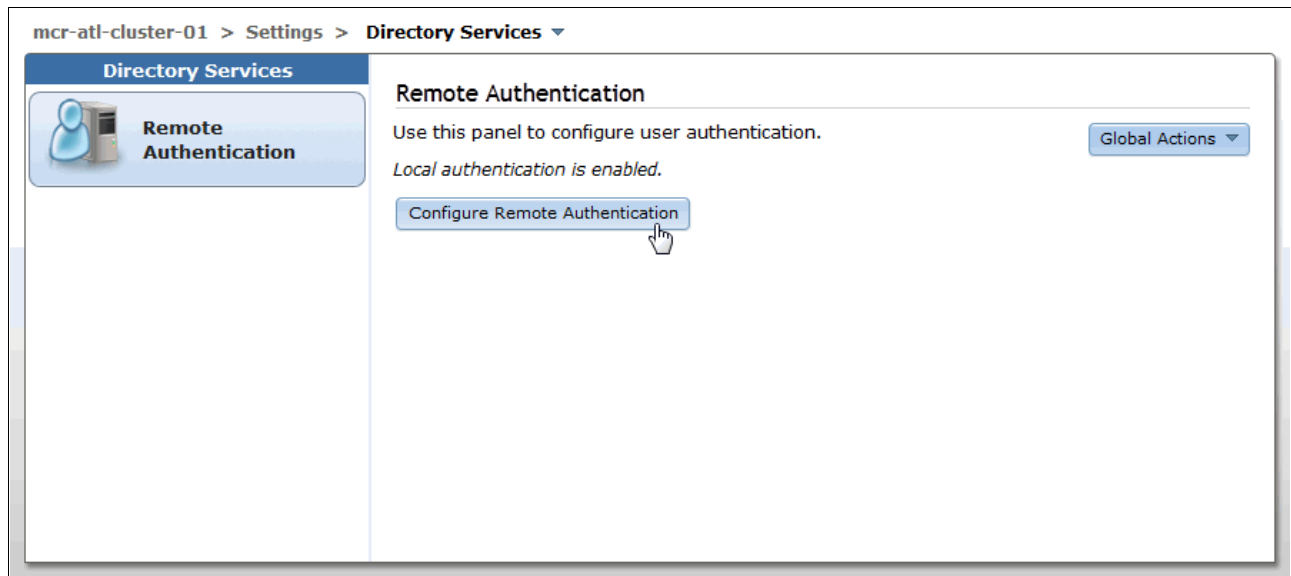 mcr-atl-cluster-01 > Settings > Directory Services
Directory Services
Remote
Authentication
Remote Authentication
Use this panel to configure user authentication.
Global Actions
Local authentication is enabled.
Configure Remote Authentication